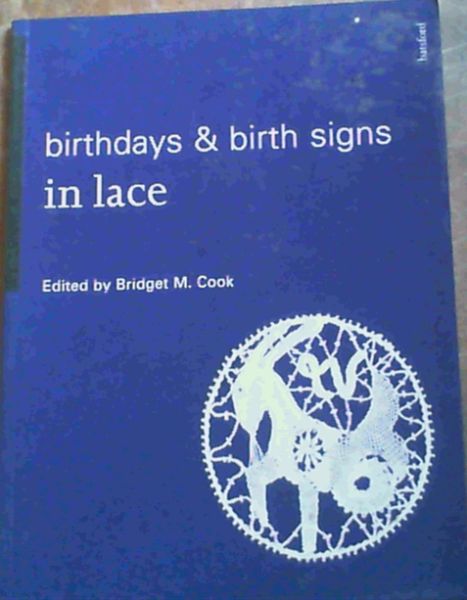 batsford
birthdays & birth signs
in lace
Edited by Bridget M. Cook